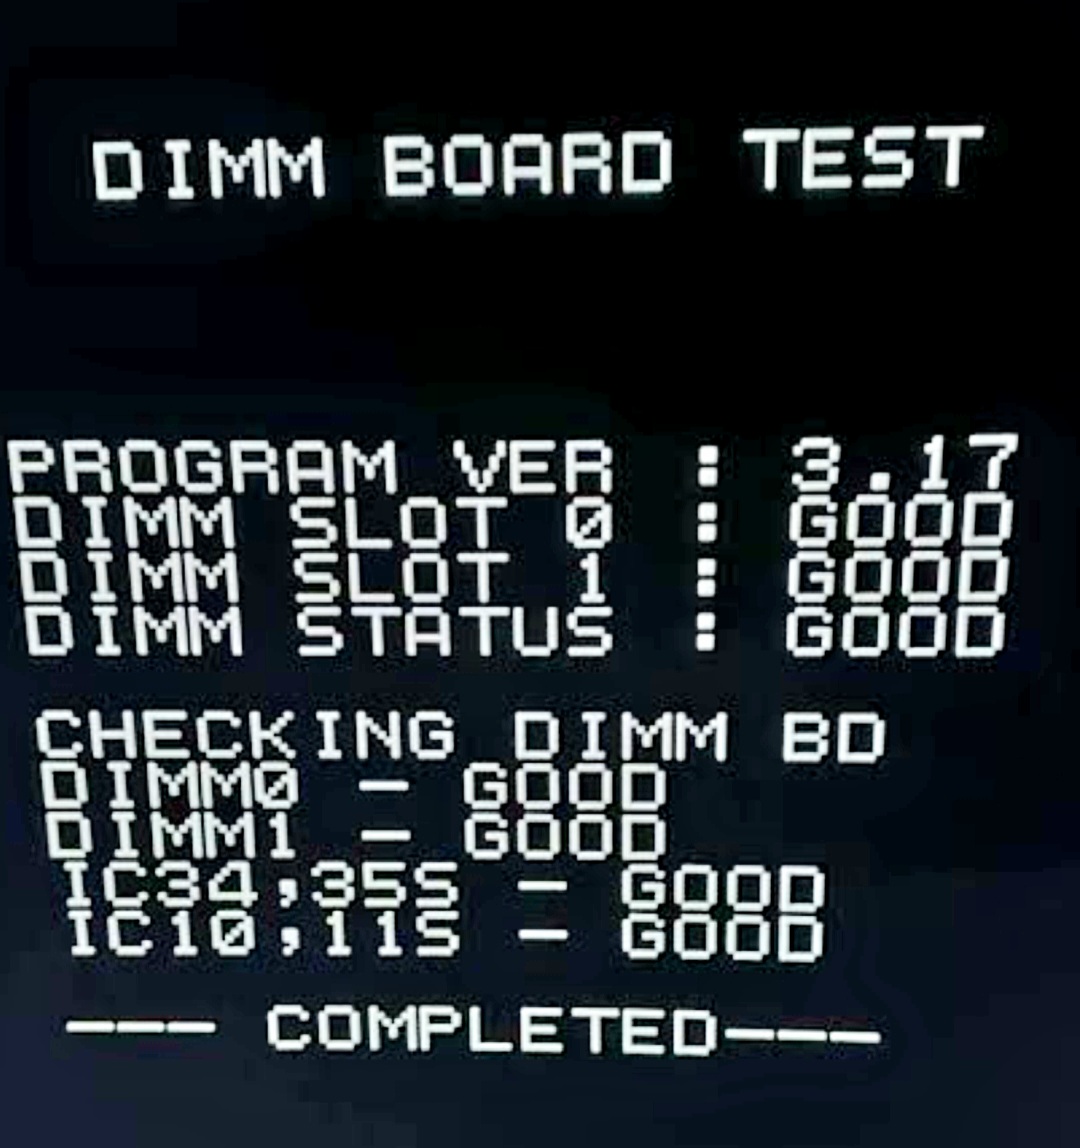 DIMM BOARD TEST
PROGRAM VER : 3.17
DIMM SLOT 0 : GOOD
DIMM SLOT 1 : GOOD
DIMM STATUS : GOOD
CHECKING DIMM BD
DIMM0 - GOOD
DIMM1 - GOOD
IC34,35S - GOOD
IC10,11S - GOOD
--- COMPLETED---